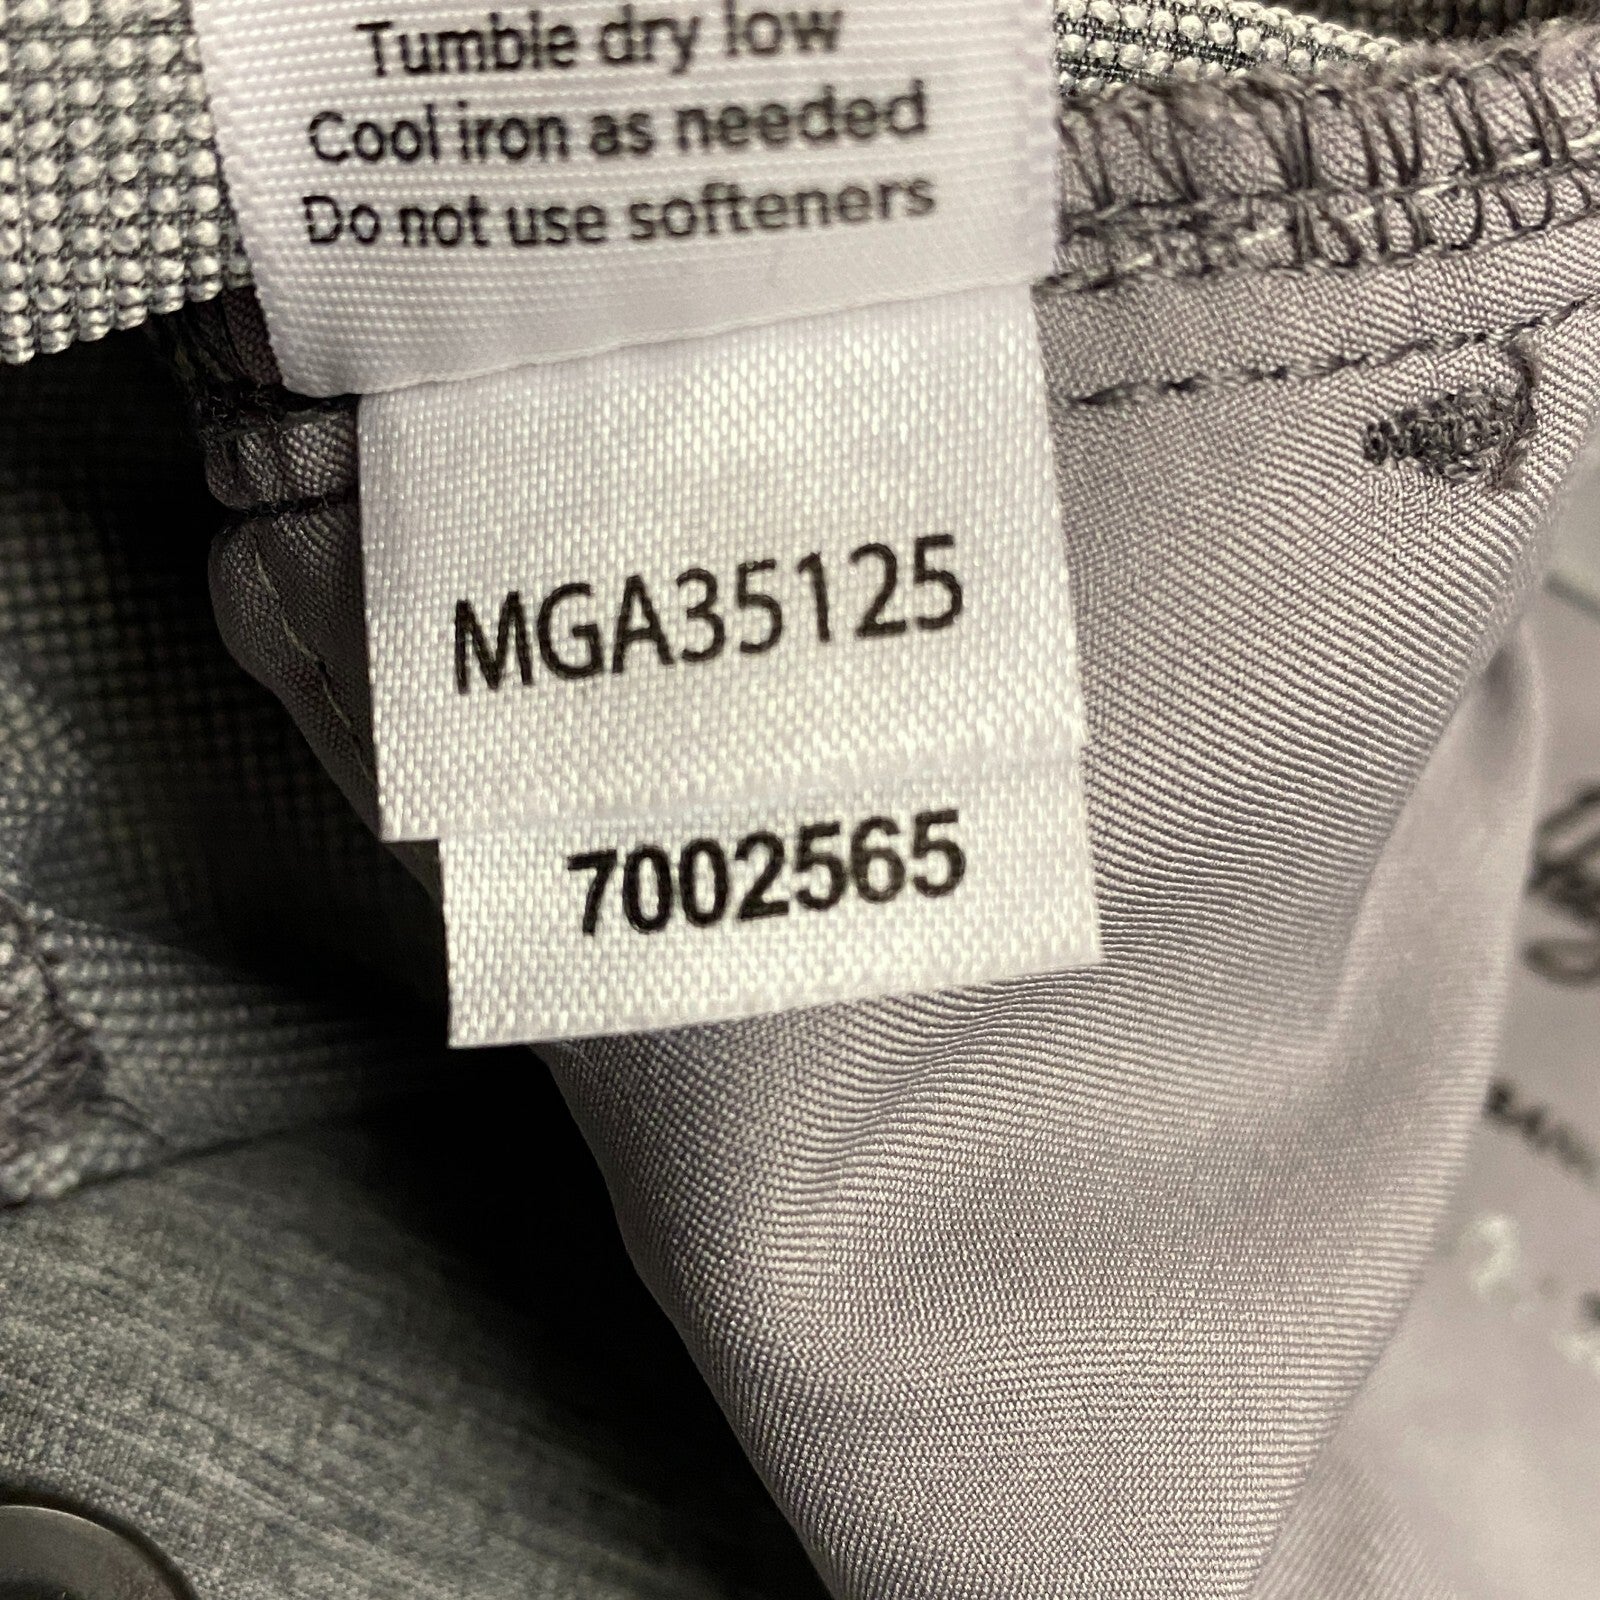 Tumble dry low
Cool iron as needed
Do not use softeners
MGA35125
7002565